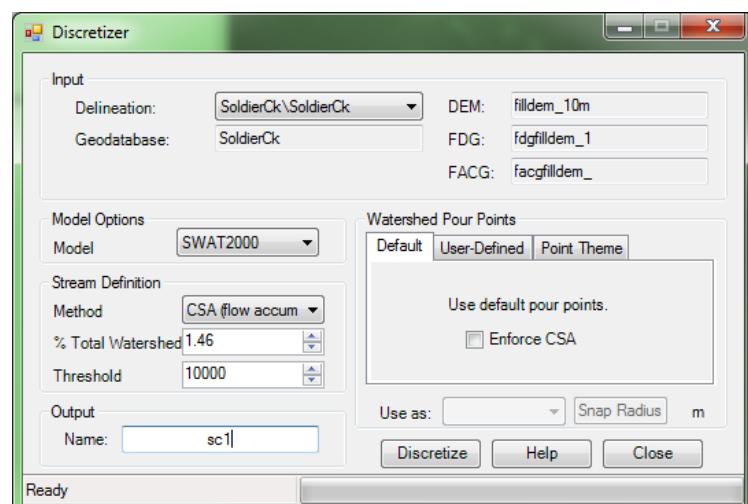 Discretizer
Input
Delineation: SoldierCk\SoldierCk
Geodatabase: SoldierCk
DEM: filldem_10m
FDG: fdgfilldem_1
FACG: facgfilldem_
Model Options
Model SWAT2000
Stream Definition
Method CSA (flow accum
% Total Watershed 1.46
Threshold 10000
Output
Name: sc1
Watershed Pour Points
Default User-Defined Point Theme
Use default pour points.
Enforce CSA
Use as: Snap Radius m
Discretize Help Close
Ready